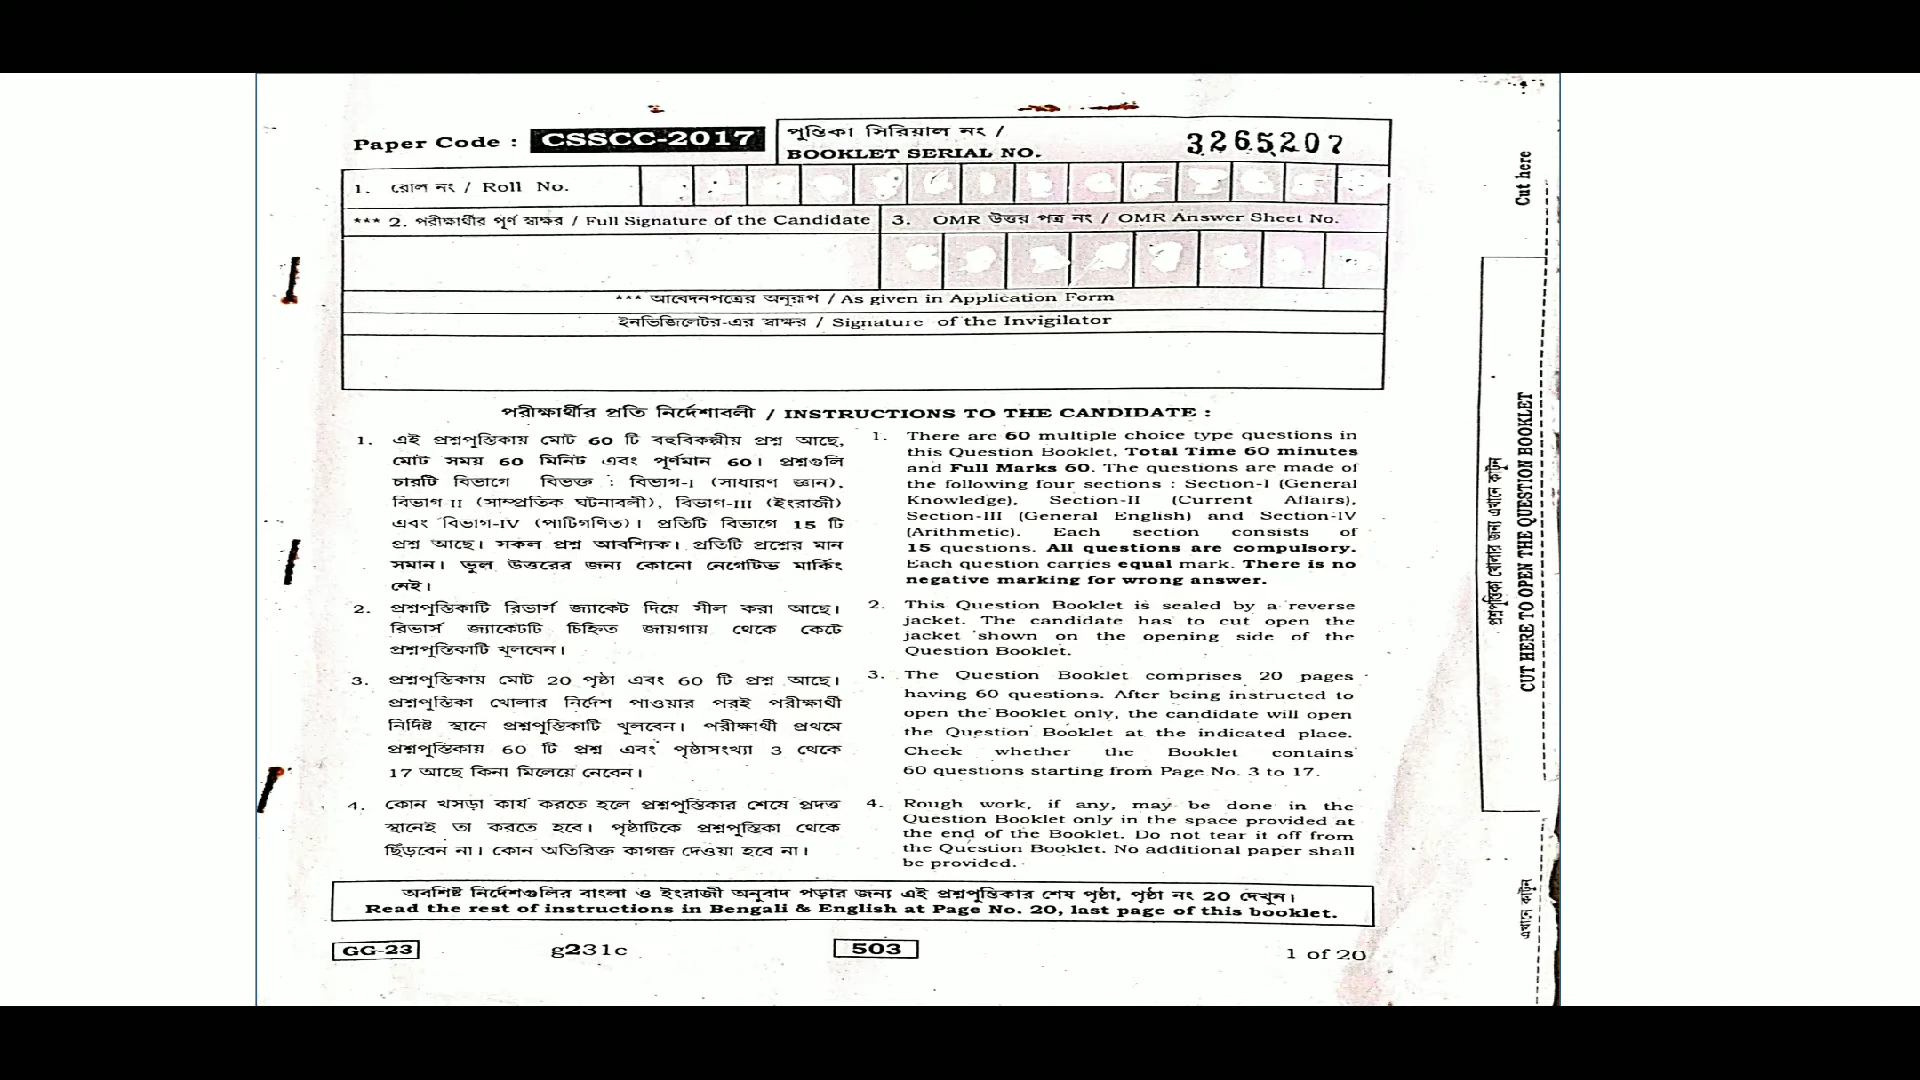 Paper Code : CSSCC-2017
পুস্তিকা সিরিয়াল নং /
BOOKLET SERIAL NO.
3265207
1. রোল নং / Roll No.
*** 2. পরীক্ষার্থীর পূর্ণ স্বাক্ষর / Full Signature of the Candidate
3. OMR উত্তর পত্র নং / OMR Answer Sheet No.
*** আবেদনপত্রের অনুরূপ / As given in Application Form
ইনভিজিলেটর-এর স্বাক্ষর / Signature of the Invigilator
পরীক্ষার্থীর প্রতি নির্দেশাবলী / INSTRUCTIONS TO THE CANDIDATE :
1. এই প্রশ্নপুস্তিকায় মোট 60 টি বহুবিকল্পীয় প্রশ্ন আছে,
মোট সময় 60 মিনিট এবং পূর্ণমান 60। প্রশ্নগুলি
চারটি বিভাগে বিভক্ত : বিভাগ-I (সাধারণ জ্ঞান),
বিভাগ II (সাম্প্রতিক ঘটনাবলী), বিভাগ-III (ইংরাজী)
এবং বিভাগ-IV (পাটিগণিত)। প্রতিটি বিভাগে 15 টি
প্রশ্ন আছে। সকল প্রশ্ন আবশ্যিক। প্রতিটি প্রশ্নের মান
সমান। ভুল উত্তরের জন্য কোনো নেগেটিভ মার্কিং
নেই।
2. প্রশ্নপুস্তিকাটি রিভার্স জ্যাকেট দিয়ে সীল করা আছে।
রিভার্স জ্যাকেটটি চিহ্নিত জায়গায় থেকে কেটে
প্রশ্নপুস্তিকাটি খুলবেন।
3. প্রশ্নপুস্তিকায় মোট 20 পৃষ্ঠা এবং 60 টি প্রশ্ন আছে।
প্রশ্নপুস্তিকা খোলার নির্দেশ পাওয়ার পরই পরীক্ষার্থী
নির্দিষ্ট স্থানে প্রশ্নপুস্তিকাটি খুলবেন। পরীক্ষার্থী প্রথমে
প্রশ্নপুস্তিকায় 60 টি প্রশ্ন এবং পৃষ্ঠাসংখ্যা 3 থেকে
17 আছে কিনা মিলিয়ে নেবেন।
4. কোন খসড়া কার্য করতে হলে প্রশ্নপুস্তিকার শেষে প্রদত্ত
স্থানেই তা করতে হবে। পৃষ্ঠাটিকে প্রশ্নপুস্তিকা থেকে
ছিঁড়বেন না। কোন অতিরিক্ত কাগজ দেওয়া হবে না।
1. There are 60 multiple choice type questions in
this Question Booklet, Total Time 60 minutes
and Full Marks 60. The questions are made of
the following four sections : Section-I (General
Knowledge), Section-II (Current Affairs),
Section-III (General English) and Section-IV
(Arithmetic). Each section consists of
15 questions. All questions are compulsory.
Each question carries equal mark. There is no
negative marking for wrong answer.
2. This Question Booklet is sealed by a reverse
jacket. The candidate has to cut open the
jacket shown on the opening side of the
Question Booklet.
3. The Question Booklet comprises 20 pages
having 60 questions. After being instructed to
open the Booklet only, the candidate will open
the Question Booklet at the indicated place.
Check whether the Booklet contains
60 questions starting from Page No. 3 to 17.
4. Rough work, if any, may be done in the
Question Booklet only in the space provided at
the end of the Booklet. Do not tear it off from
the Question Booklet. No additional paper shall
be provided.
অবশিষ্ট নির্দেশগুলির বাংলা ও ইংরাজী অনুবাদ পড়ার জন্য এই প্রশ্নপুস্তিকার শেষ পৃষ্ঠা, পৃষ্ঠা নং 20 দেখুন।
Read the rest of instructions in Bengali & English at Page No. 20, last page of this booklet.
GG-23
g231c
503
1 of 20
Cut here
প্রশ্নপুস্তিকা খোলার জন্য এখানে কাটুন
CUT HERE TO OPEN THE QUESTION BOOKLET
এখানে কাটুন